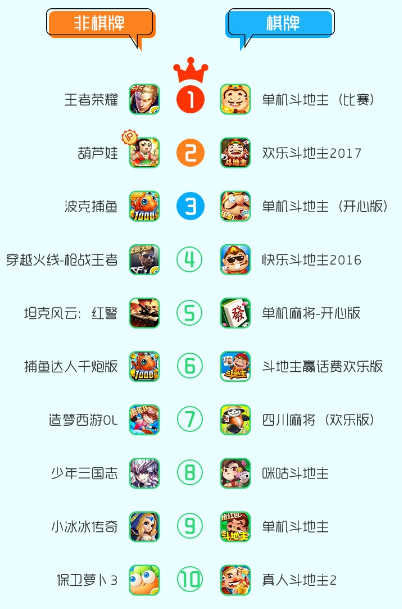 非棋牌 棋牌
王者荣耀 1 单机斗地主（比赛）
葫芦娃 2 欢乐斗地主2017
波克捕鱼 3 单机斗地主（开心版）
穿越火线-枪战王者 4 快乐斗地主2016
坦克风云：红警 5 单机麻将-开心版
捕鱼达人千炮版 6 斗地主赢话费欢乐版
造梦西游OL 7 四川麻将（欢乐版）
少年三国志 8 咪咕斗地主
小冰冰传奇 9 单机斗地主
保卫萝卜3 10 真人斗地主2